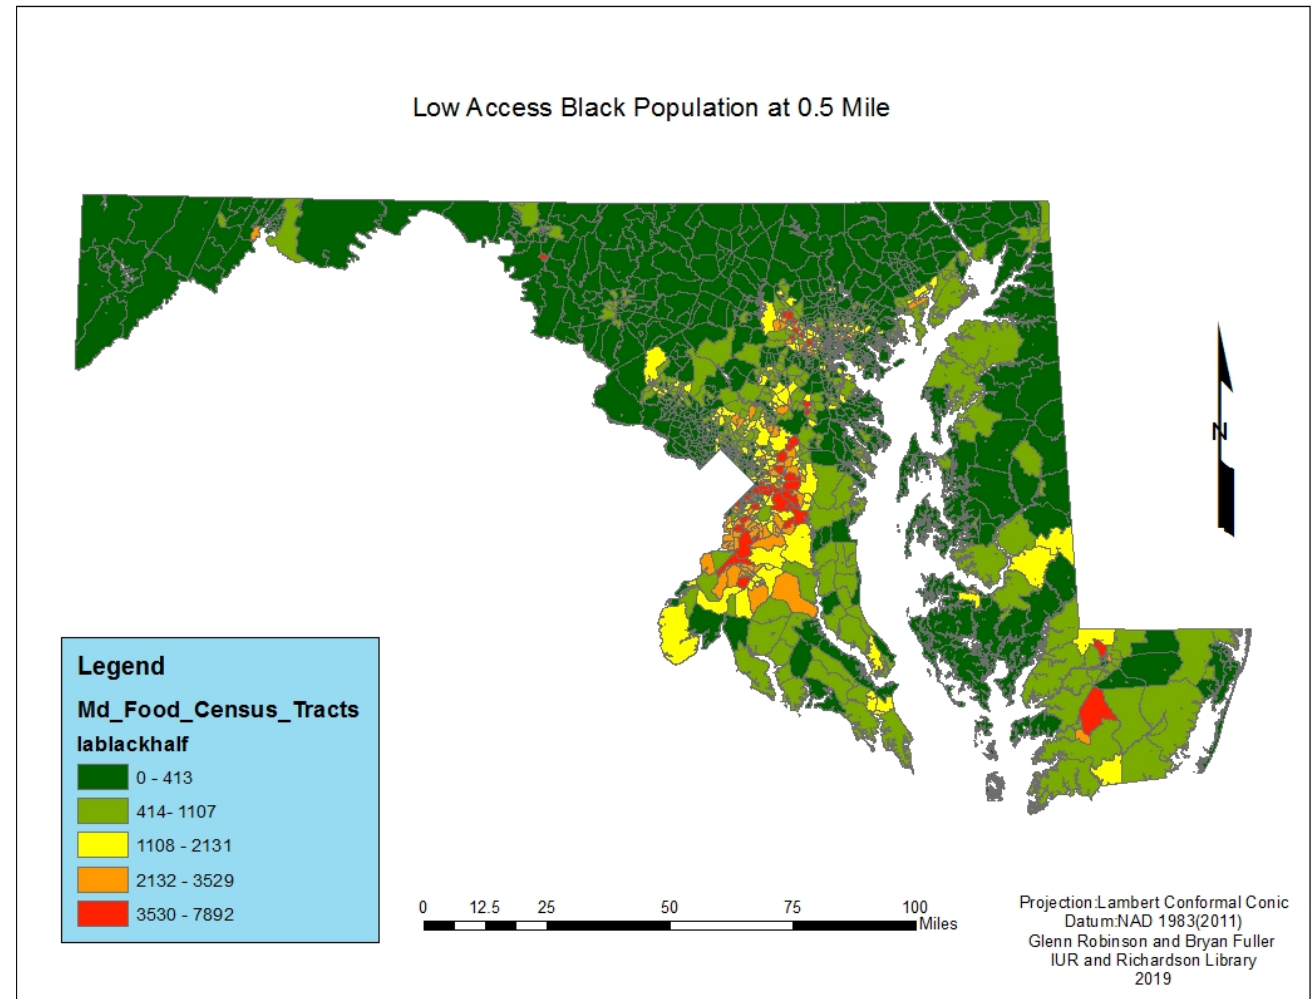 Low Access Black Population at 0.5 Mile
N
Legend
Md_Food_Census_Tracts
lablackhalf
0 - 413
414- 1107
1108 - 2131
2132 - 3529
3530 - 7892
0 12.5 25 50 75 100
Miles
Projection:Lambert Conformal Conic
Datum:NAD 1983(2011)
Glenn Robinson and Bryan Fuller
IUR and Richardson Library
2019